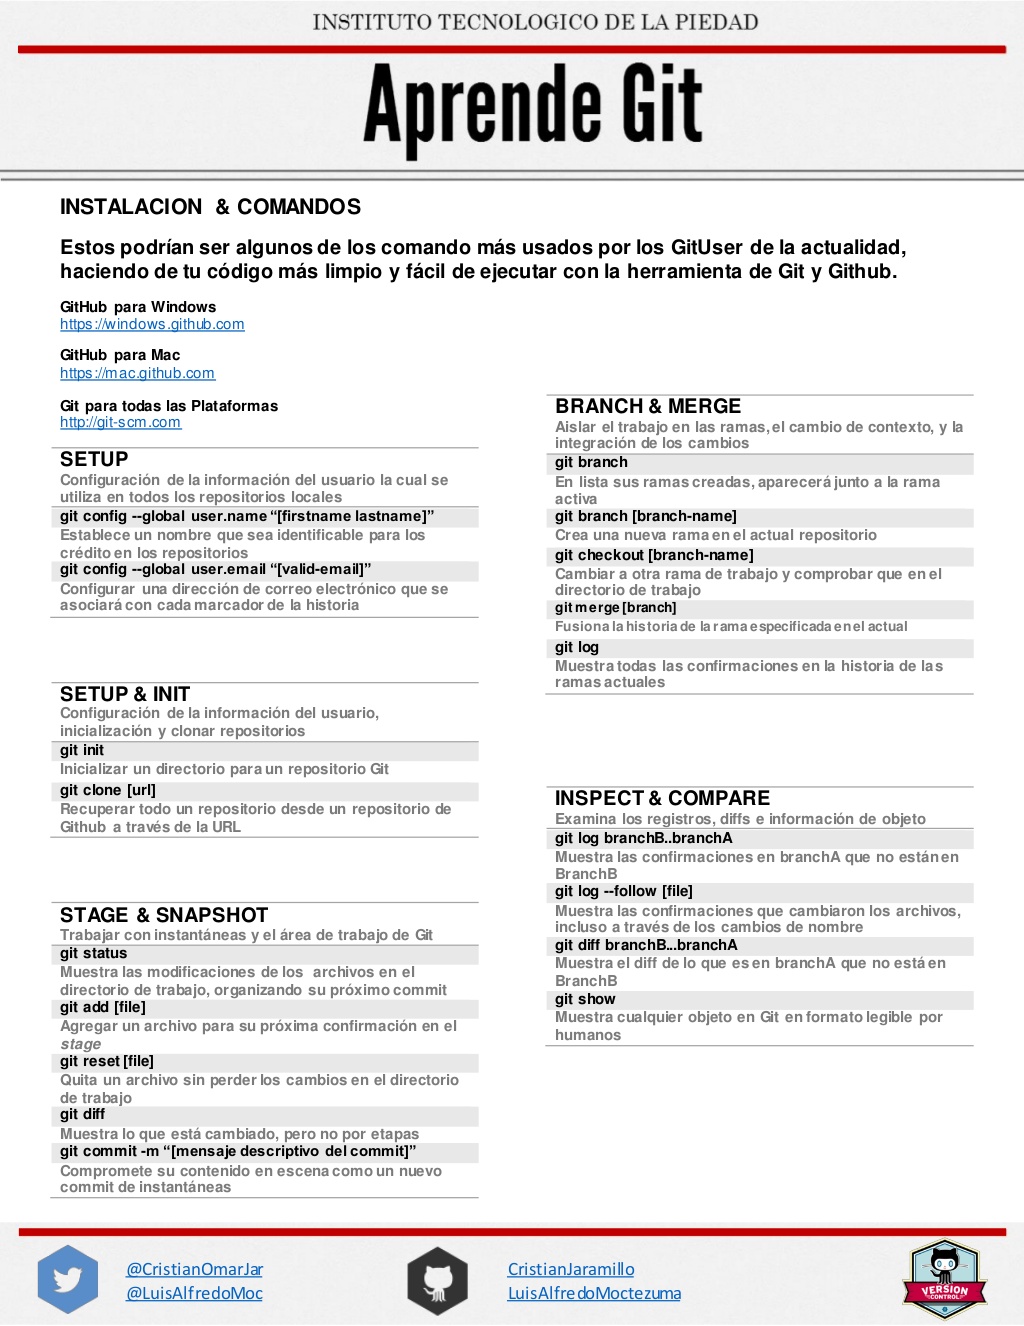 INSTITUTO TECNOLOGICO DE LA PIEDAD
Aprende Git
INSTALACION & COMANDOS
Estos podrían ser algunos de los comando más usados por los GitUser de la actualidad,
haciendo de tu código más limpio y fácil de ejecutar con la herramienta de Git y Github.
GitHub para Windows
https://windows.github.com
GitHub para Mac
https://mac.github.com
Git para todas las Plataformas
http://git-scm.com
SETUP
Configuración de la información del usuario la cual se
utiliza en todos los repositorios locales
git config --global user.name “[firstname lastname]”
Establece un nombre que sea identificable para los
crédito en los repositorios
git config --global user.email “[valid-email]”
Configurar una dirección de correo electrónico que se
asociará con cada marcador de la historia
SETUP & INIT
Configuración de la información del usuario,
inicialización y clonar repositorios
git init
Inicializar un directorio para un repositorio Git
git clone [url]
Recuperar todo un repositorio desde un repositorio de
Github a través de la URL
STAGE & SNAPSHOT
Trabajar con instantáneas y el área de trabajo de Git
git status
Muestra las modificaciones de los archivos en el
directorio de trabajo, organizando su próximo commit
git add [file]
Agregar un archivo para su próxima confirmación en el
stage
git reset [file]
Quita un archivo sin perder los cambios en el directorio
de trabajo
git diff
Muestra lo que está cambiado, pero no por etapas
git commit -m “[mensaje descriptivo del commit]”
Compromete su contenido en escena como un nuevo
commit de instantáneas
BRANCH & MERGE
Aislar el trabajo en las ramas, el cambio de contexto, y la
integración de los cambios
git branch
En lista sus ramas creadas, aparecerá junto a la rama
activa
git branch [branch-name]
Crea una nueva rama en el actual repositorio
git checkout [branch-name]
Cambiar a otra rama de trabajo y comprobar que en el
directorio de trabajo
git merge [branch]
Fusiona la historia de la rama especificada en el actual
git log
Muestra todas las confirmaciones en la historia de las
ramas actuales
INSPECT & COMPARE
Examina los registros, diffs e información de objeto
git log branchB..branchA
Muestra las confirmaciones en branchA que no están en
BranchB
git log --follow [file]
Muestra las confirmaciones que cambiaron los archivos,
incluso a través de los cambios de nombre
git diff branchB...branchA
Muestra el diff de lo que es en branchA que no está en
BranchB
git show
Muestra cualquier objeto en Git en formato legible por
humanos
@CristianOmarJar
@LuisAlfredoMoc
CristianJaramillo
LuisAlfredoMoctezuma
VERSION
CONTROL